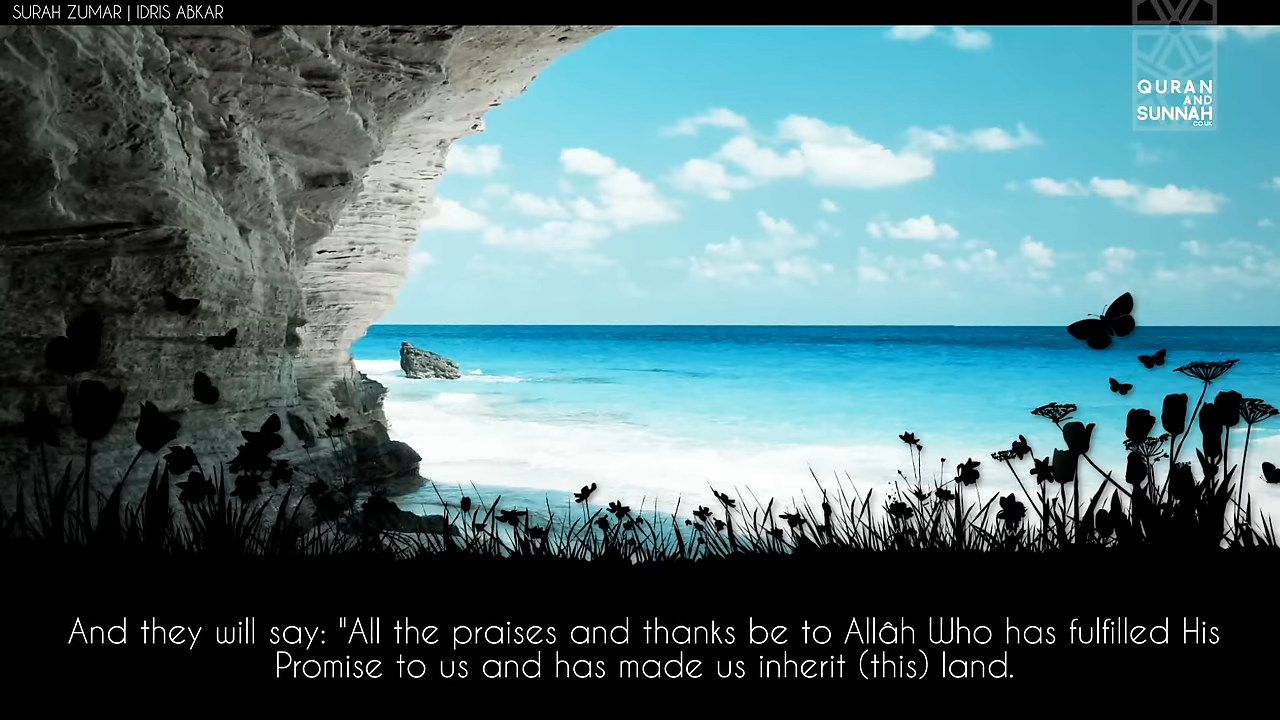 SURAH ZUMAR | IDRIS ABKAR
QURAN
AND
SUNNAH
.CO.UK
And they will say: "All the praises and thanks be to Allâh Who has fulfilled His
Promise to us and has made us inherit (this) land.